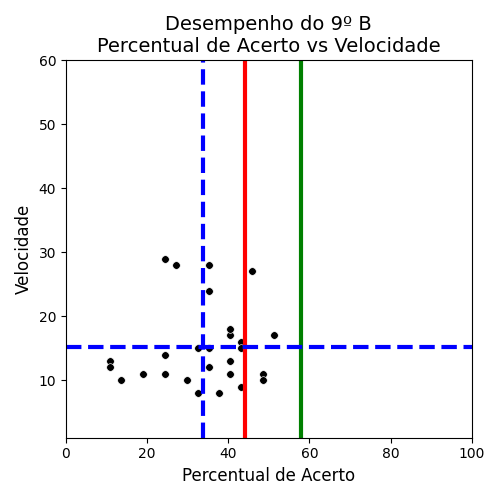 Desempenho do 9º B
Percentual de Acerto vs Velocidade
60
50
40
30
20
10
Velocidade
0 20 40 60 80 100
Percentual de Acerto